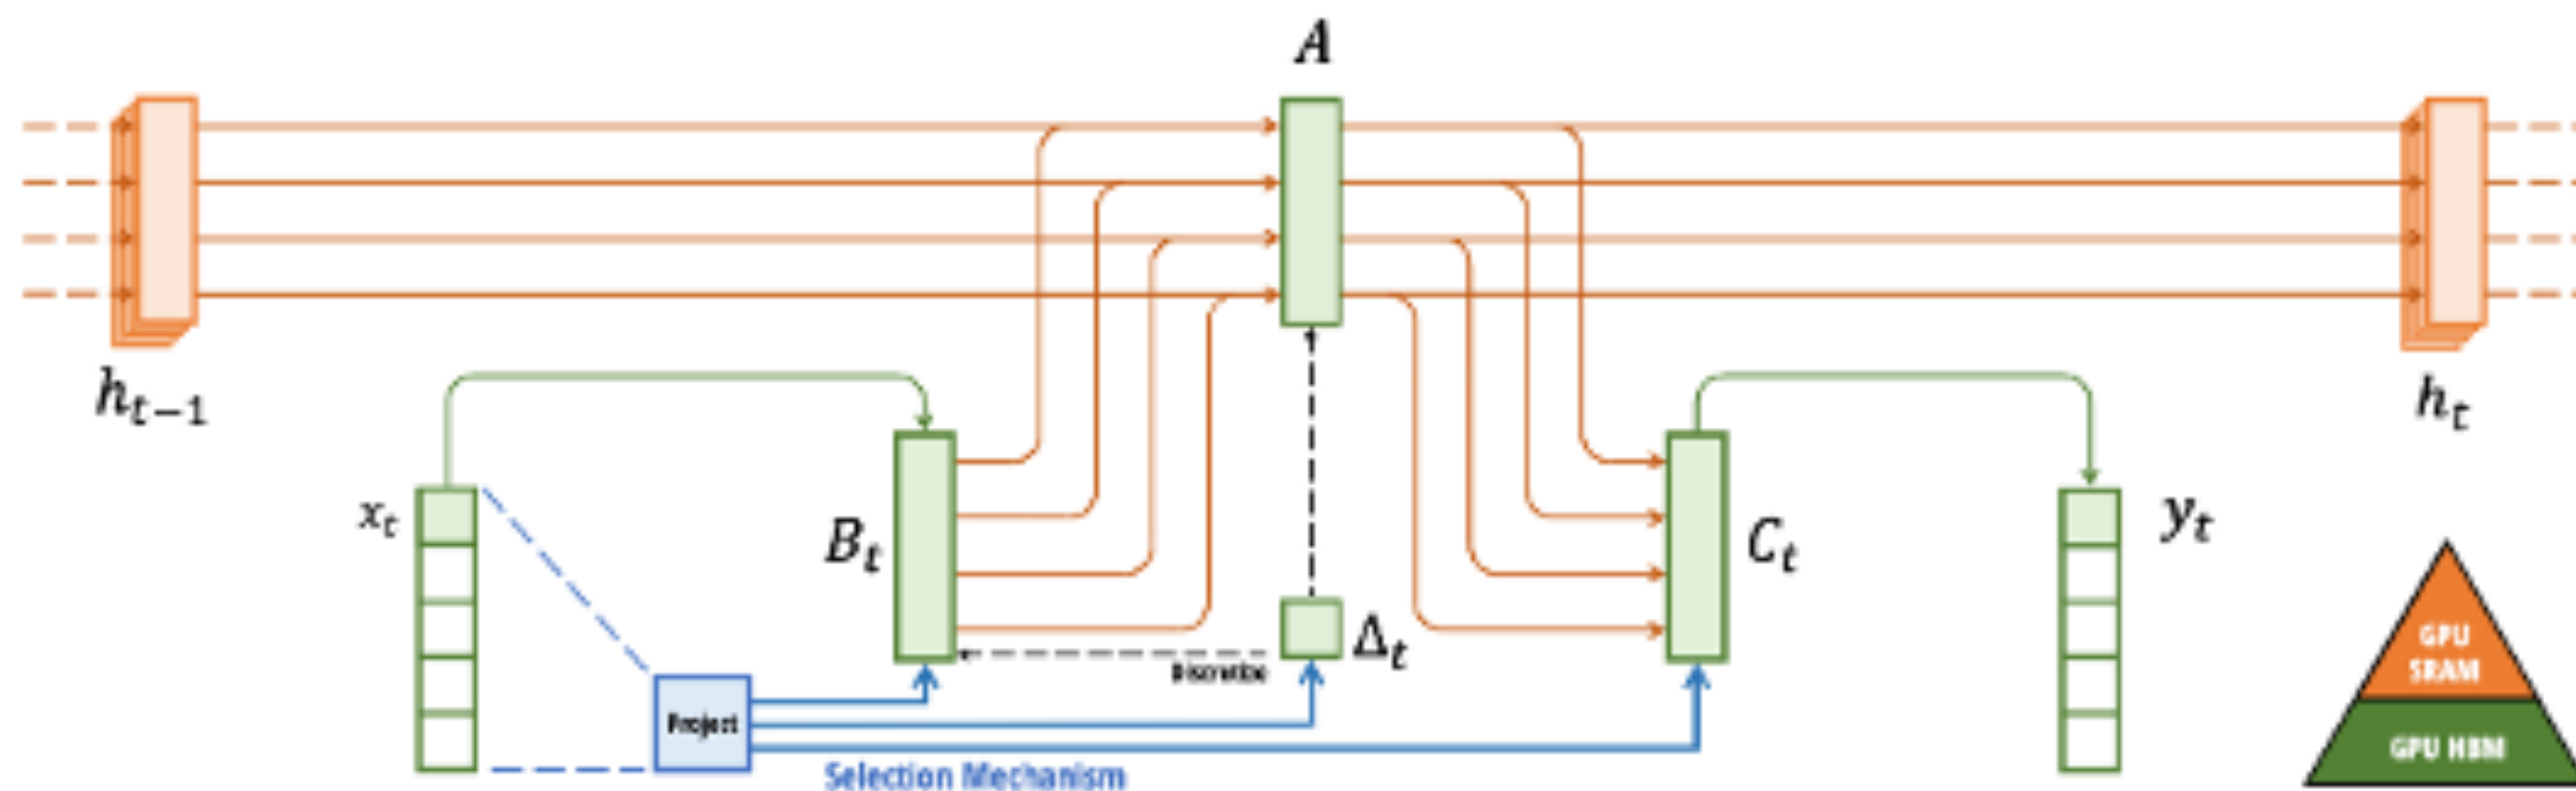 A
h_{t-1}
h_t
x_t
B_t
Discretize
Δ_t
C_t
y_t
Project
Selection Mechanism
GPU
SRAM
GPU HBM